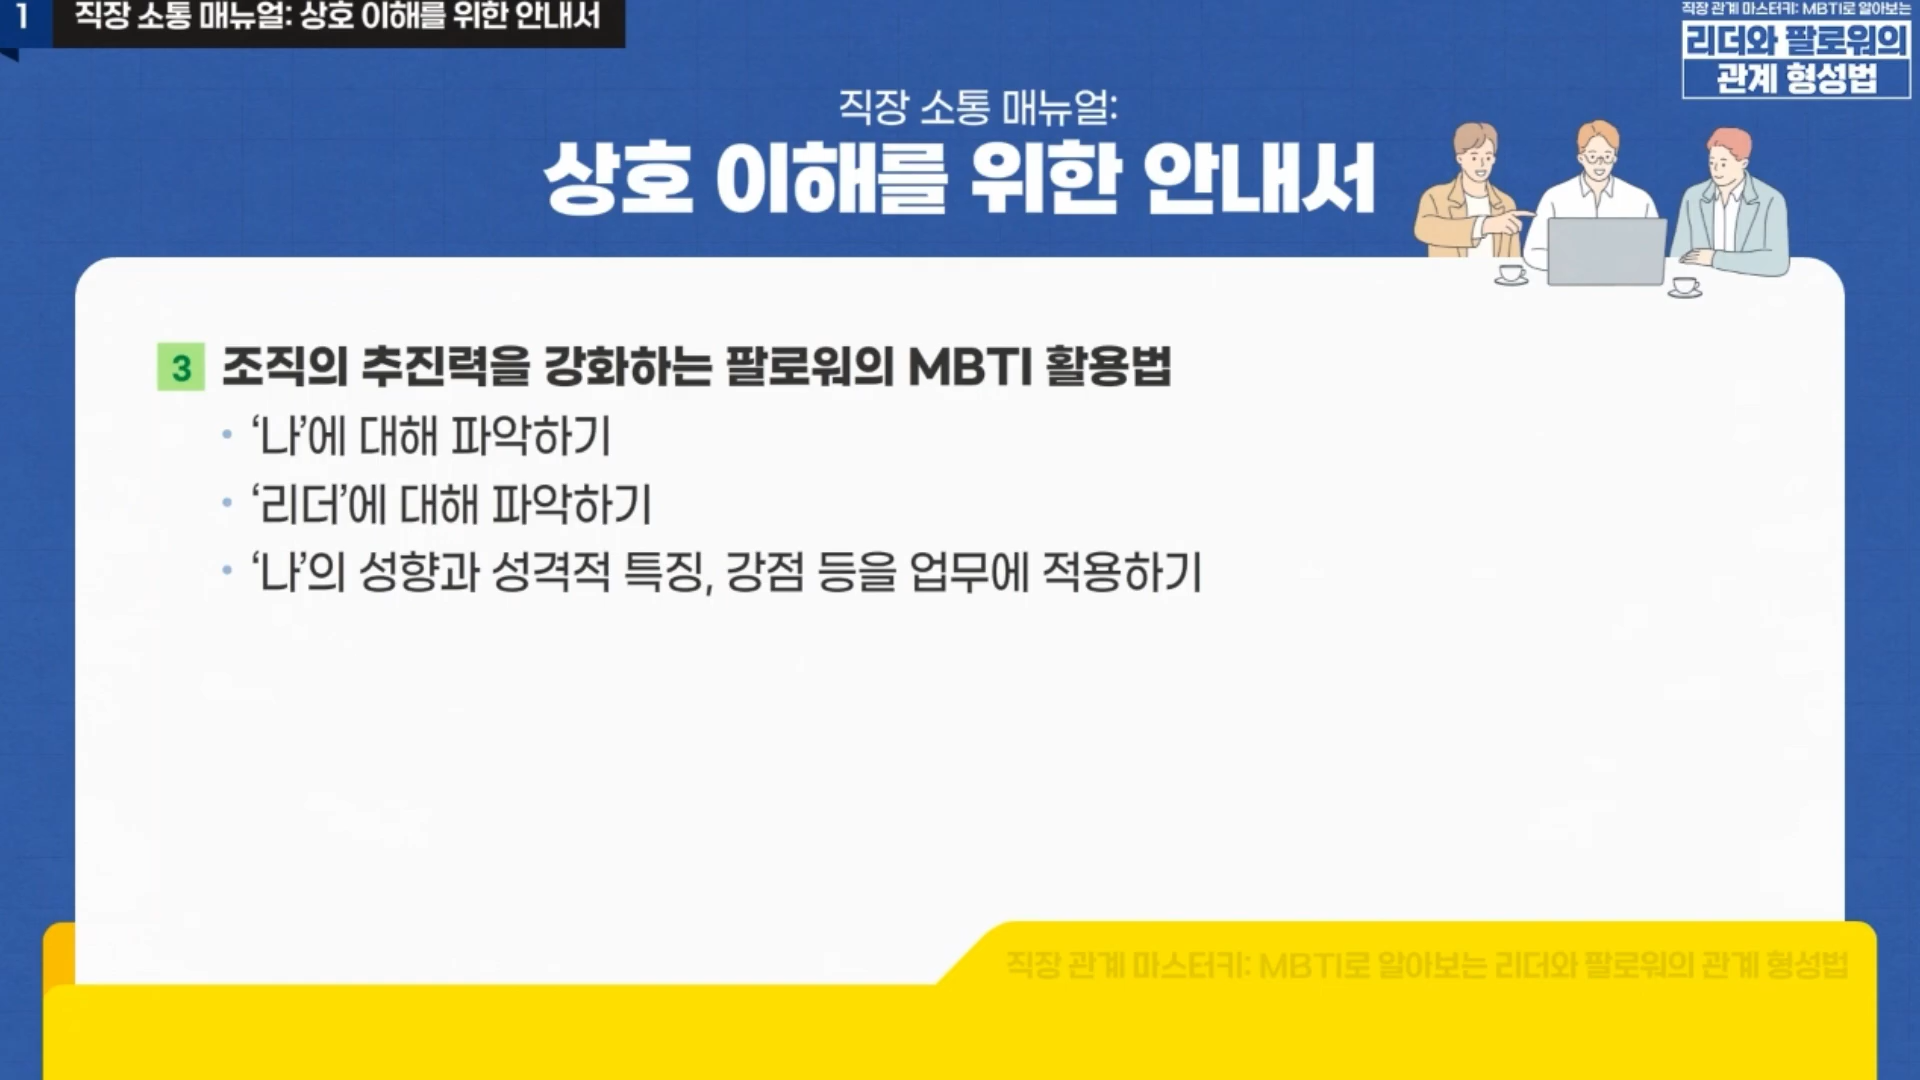 1 직장 소통 매뉴얼: 상호 이해를 위한 안내서
직장 관계 마스터키: MBTI로 알아보는
리더와 팔로워의
관계 형성법
직장 소통 매뉴얼:
상호 이해를 위한 안내서
3 조직의 추진력을 강화하는 팔로워의 MBTI 활용법
• ‘나’에 대해 파악하기
• ‘리더’에 대해 파악하기
• ‘나’의 성향과 성격적 특징, 강점 등을 업무에 적용하기
직장 관계 마스터키: MBTI로 알아보는 리더와 팔로워의 관계 형성법